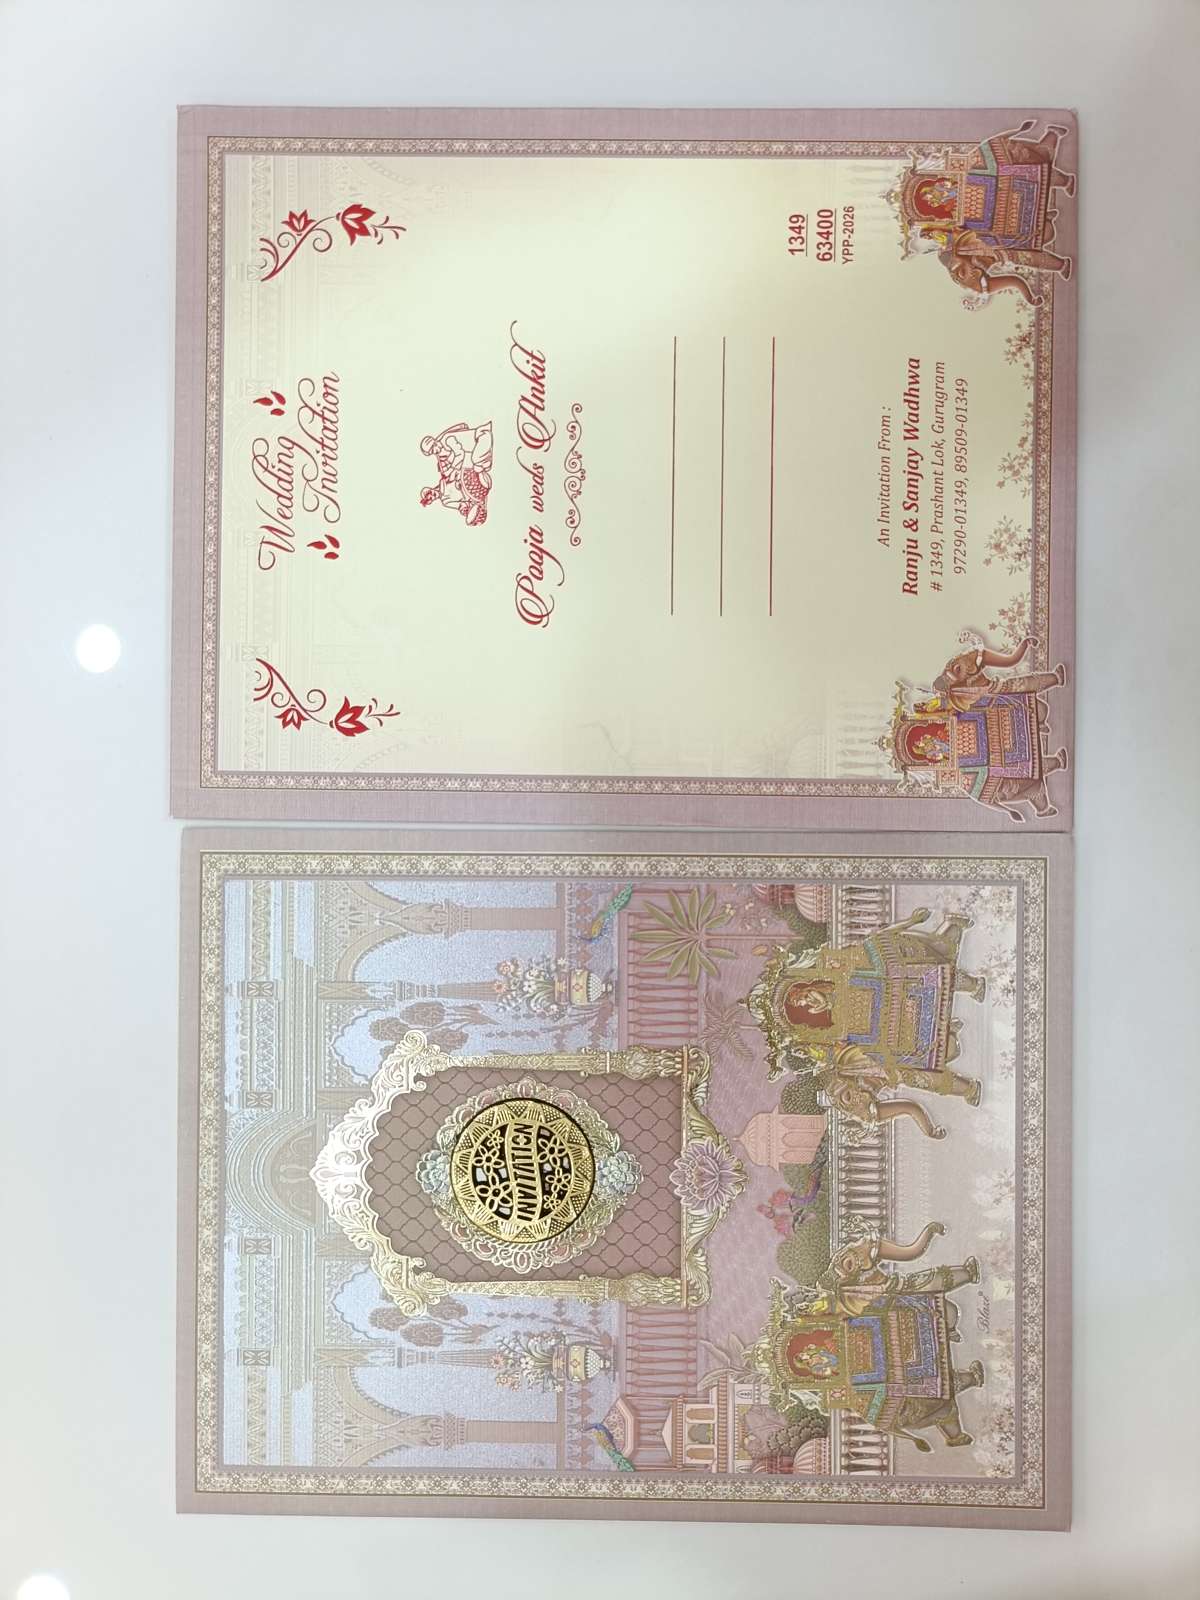 Wedding
Invitation
Pooja weds Ankit
1349
63400
YPP-2026
An Invitation From :
Ranju & Sanjay Wadhwa
# 1349, Prashant Lok, Gurugram
97290-01349, 89509-01349
INVITATION
Blaze®